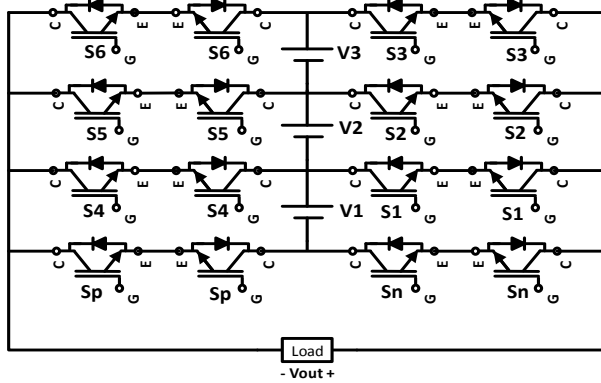 C E E C C E E C
S6 G S6 G V3 S3 G S3 G
C E E C C E E C
S5 G S5 G V2 S2 G S2 G
C E E C C E E C
S4 G S4 G V1 S1 G S1 G
C E E C C E E C
Sp G Sp G Sn G Sn G
Load
- Vout +